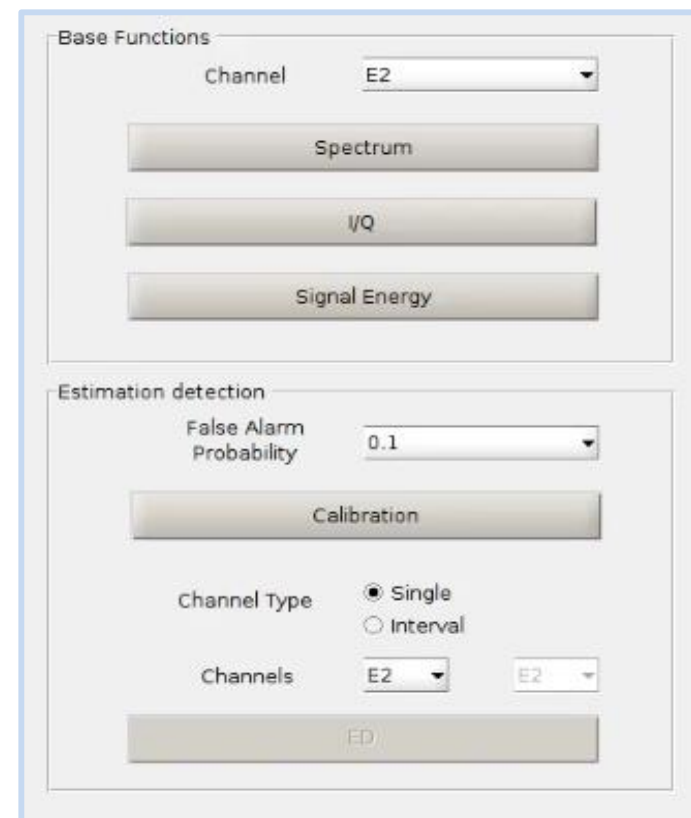 Base Functions
Channel E2
Spectrum
I/Q
Signal Energy
Estimation detection
False Alarm
Probability
0.1
Calibration
Channel Type
Single
Interval
Channels E2 E2
ED